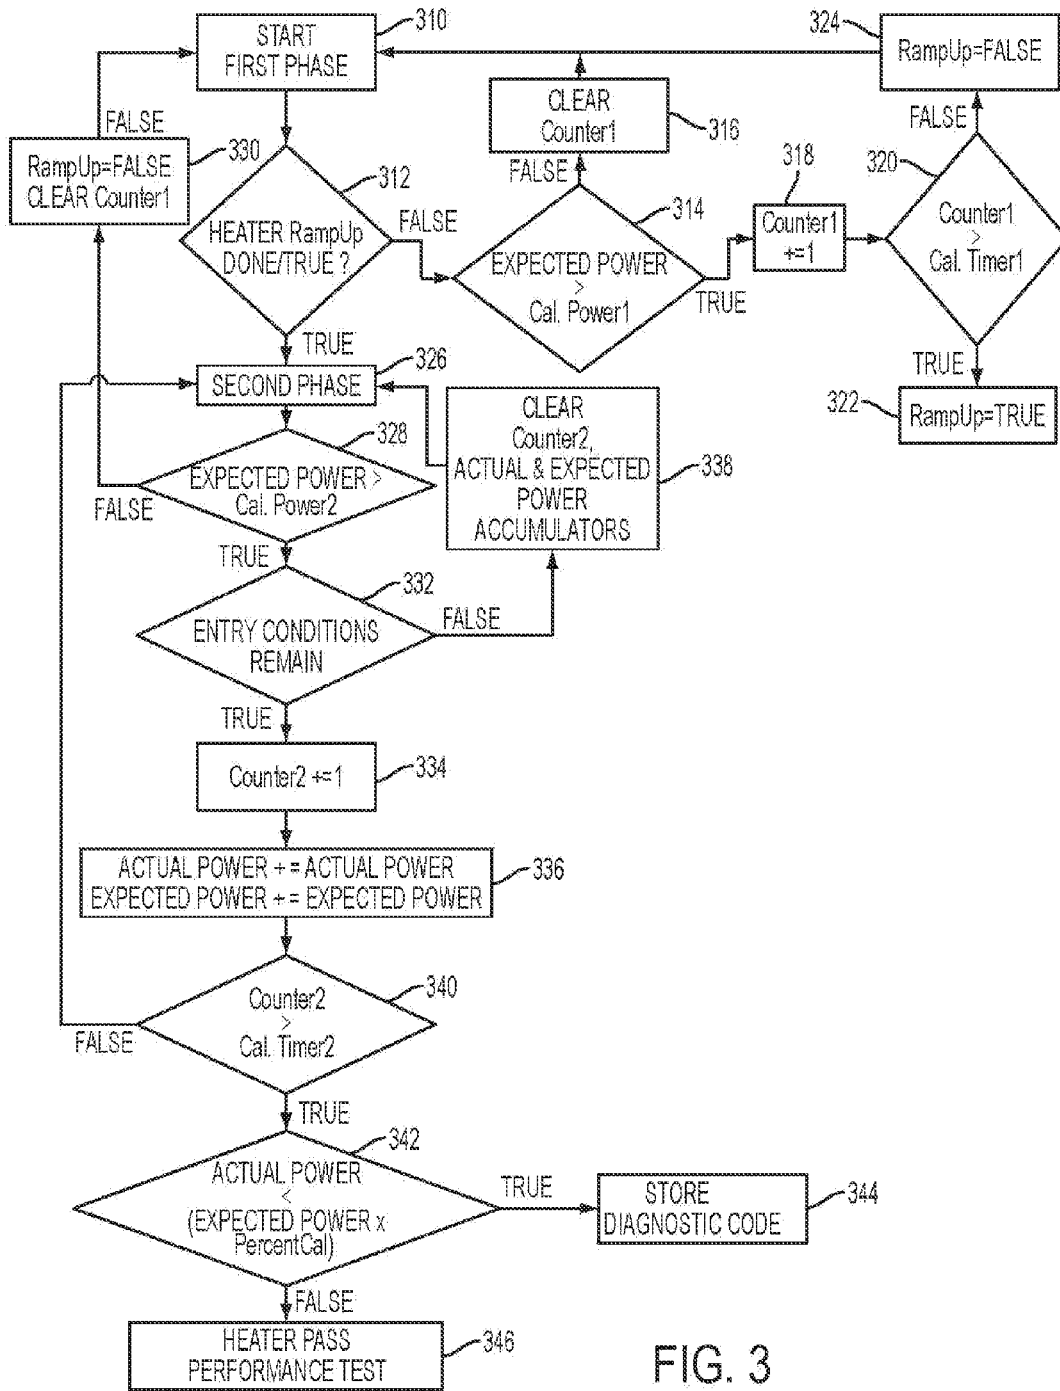 310
START
FIRST PHASE
324
RampUp=FALSE
FALSE
CLEAR
Counter1
316
FALSE
330
RampUp=FALSE
CLEAR Counter1
312
HEATER RampUp
DONE/TRUE ?
FALSE
FALSE
314
EXPECTED POWER
>
Cal. Power1
TRUE
318
Counter1
+=1
320
Counter1
>
Cal. Timer1
TRUE
322
RampUp=TRUE
TRUE
326
SECOND PHASE
328
EXPECTED POWER >
Cal. Power2
FALSE
CLEAR
Counter2,
ACTUAL & EXPECTED
POWER
ACCUMULATORS
338
TRUE
332
ENTRY CONDITIONS
REMAIN
FALSE
TRUE
Counter2 +=1
334
ACTUAL POWER + = ACTUAL POWER
EXPECTED POWER + = EXPECTED POWER
336
340
Counter2
>
Cal. Timer2
FALSE
TRUE
342
ACTUAL POWER
<
(EXPECTED POWER x
PercentCal)
TRUE
STORE
DIAGNOSTIC CODE
344
FALSE
HEATER PASS
PERFORMANCE TEST
346
FIG. 3